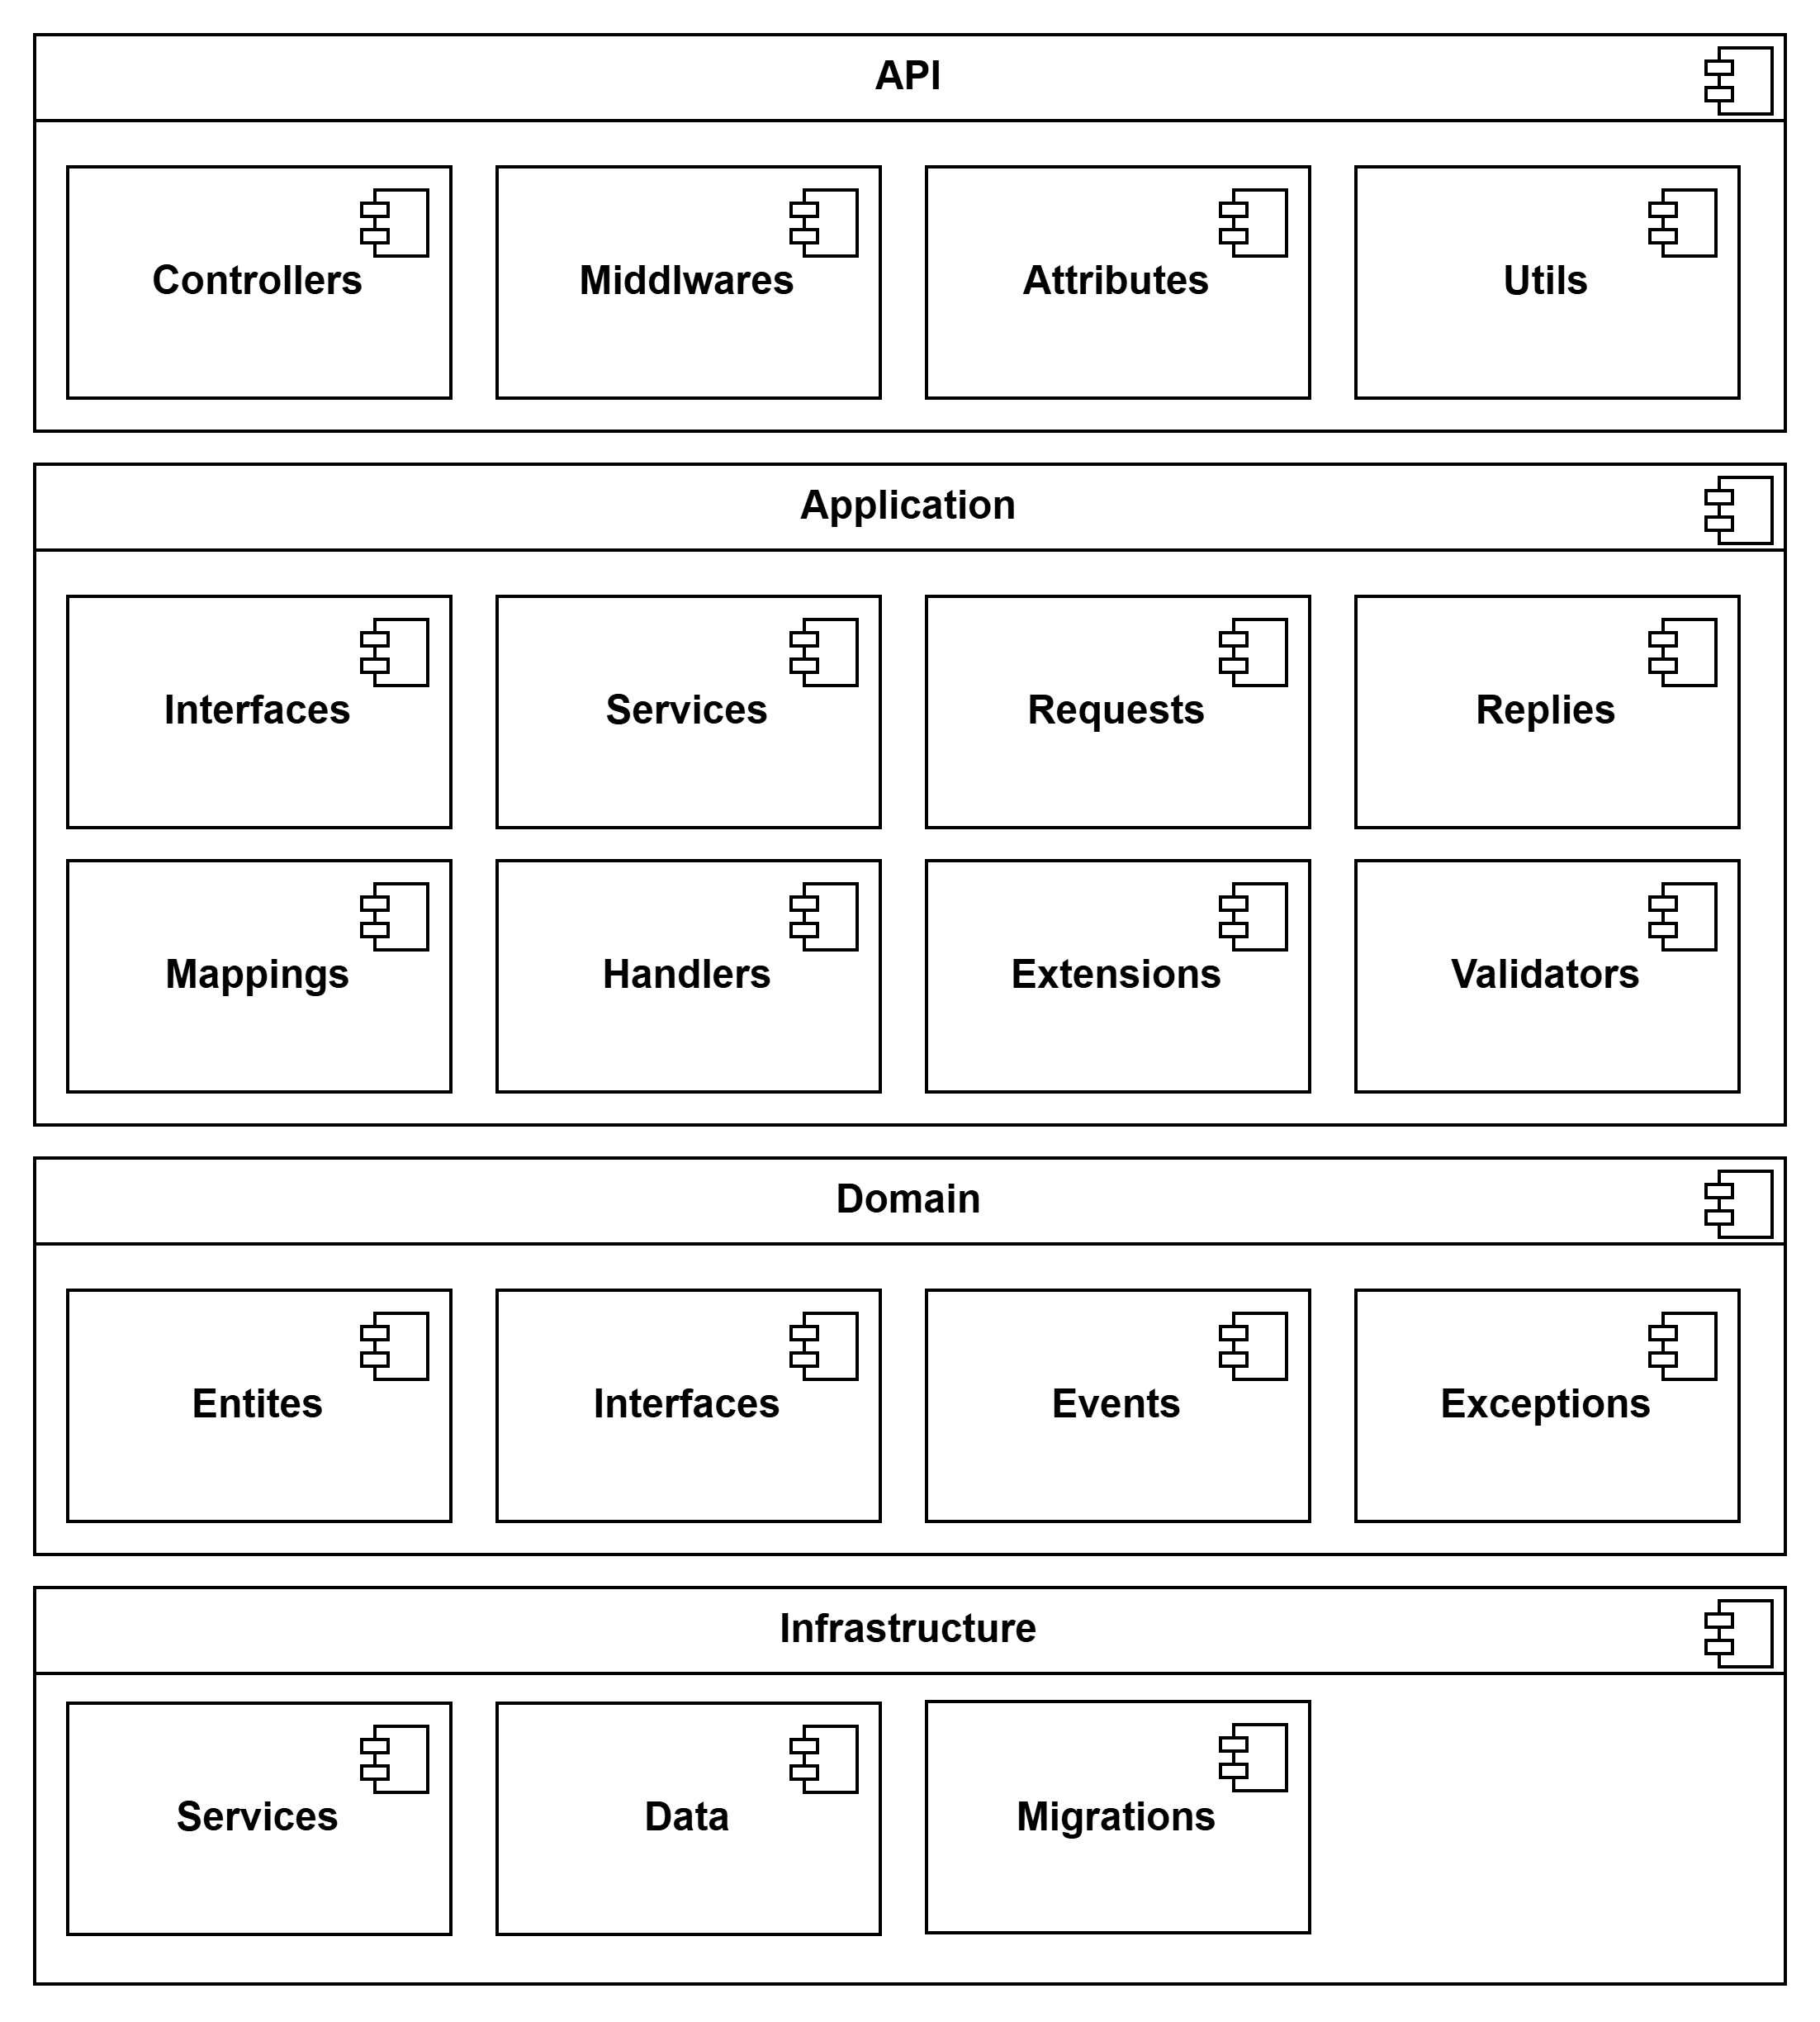 API
Controllers
Middlwares
Attributes
Utils
Application
Interfaces
Services
Requests
Replies
Mappings
Handlers
Extensions
Validators
Domain
Entites
Interfaces
Events
Exceptions
Infrastructure
Services
Data
Migrations